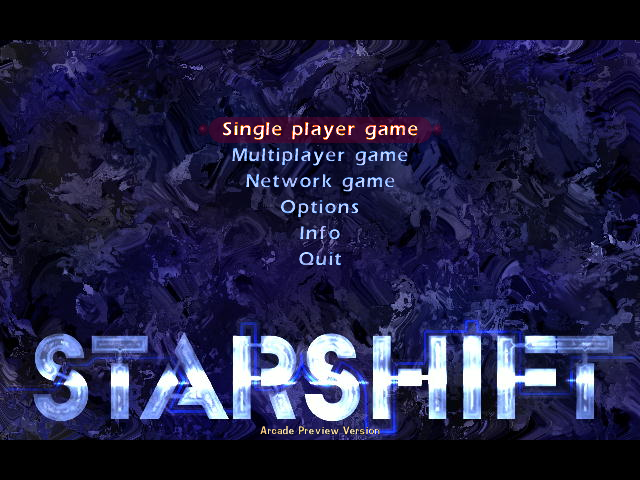 Single player game
Multiplayer game
Network game
Options
Info
Quit
STARSHIFT
Arcade Preview Version